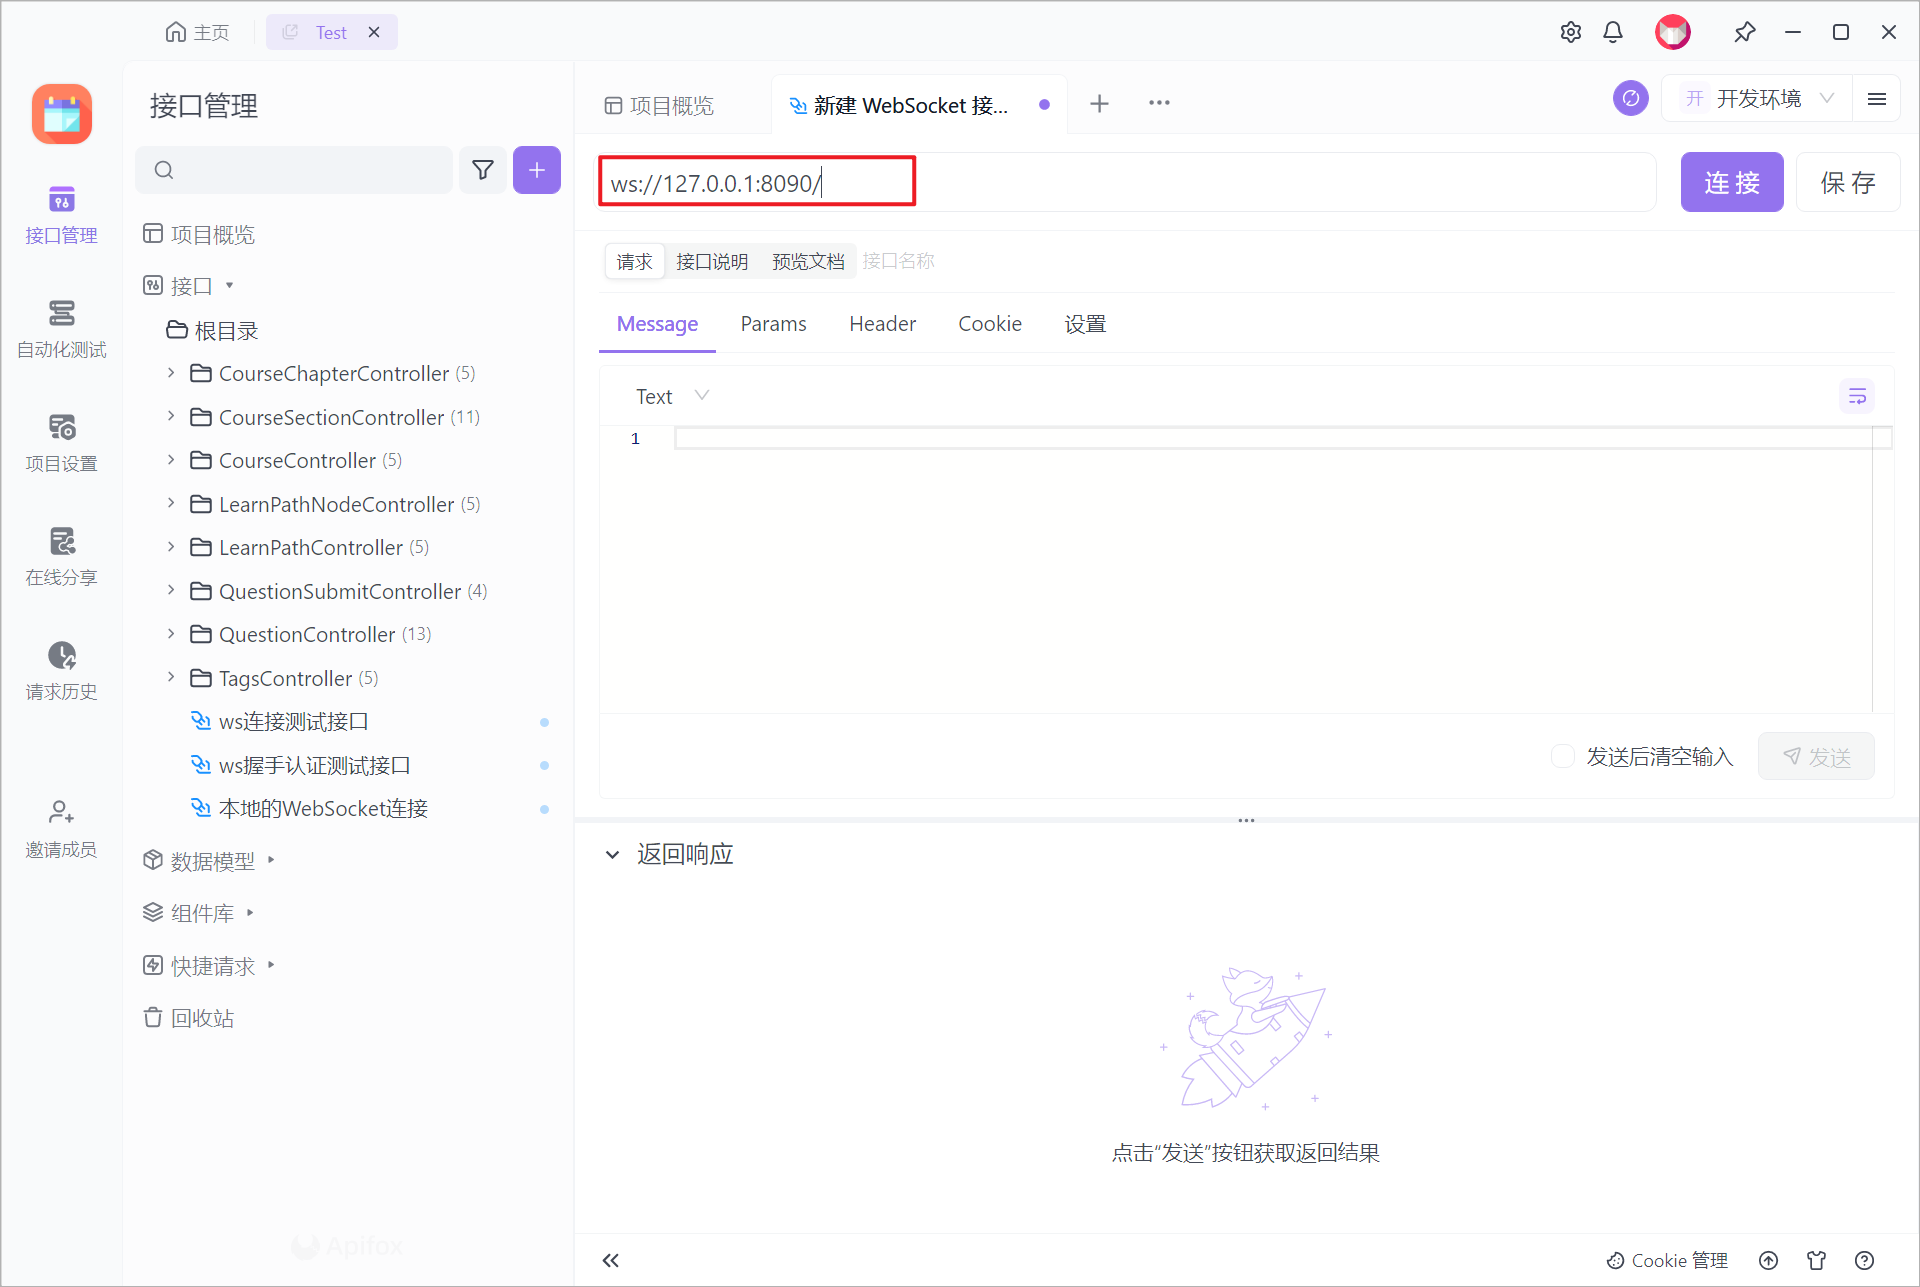 主页
Test
接口管理
项目概览
新建 WebSocket 接...
开 开发环境
ws://127.0.0.1:8090/
连 接
保 存
接口管理
自动化测试
项目设置
在线分享
请求历史
邀请成员
项目概览
接口
根目录
CourseChapterController (5)
CourseSectionController (11)
CourseController (5)
LearnPathNodeController (5)
LearnPathController (5)
QuestionSubmitController (4)
QuestionController (13)
TagsController (5)
ws连接测试接口
ws握手认证测试接口
本地的WebSocket连接
数据模型
组件库
快捷请求
回收站
Apifox
请求 接口说明 预览文档 接口名称
Message Params Header Cookie 设置
Text
1
发送后清空输入
发送
返回响应
点击“发送”按钮获取返回结果
Cookie 管理